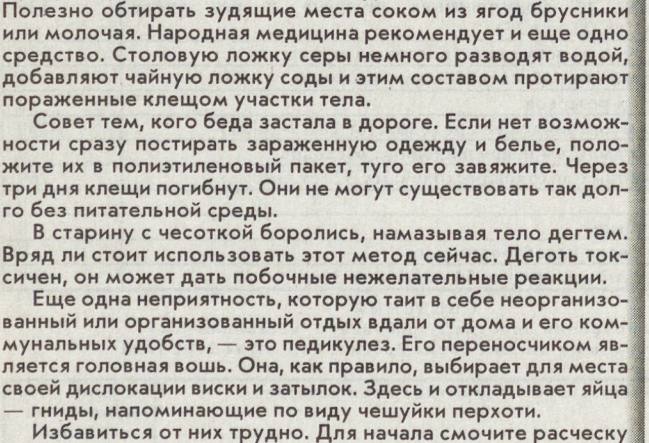 Полезно обтирать зудящие места соком из ягод брусники
или молочая. Народная медицина рекомендует и еще одно
средство. Столовую ложку серы немного разводят водой,
добавляют чайную ложку соды и этим составом протирают
пораженные клещом участки тела.
Совет тем, кого беда застала в дороге. Если нет возмож-
ности сразу постирать зараженную одежду и белье, поло-
жите их в полиэтиленовый пакет, туго его завяжите. Через
три дня клещи погибнут. Они не могут существовать так дол-
го без питательной среды.
В старину с чесоткой боролись, намазывая тело дегтем.
Вряд ли стоит использовать этот метод сейчас. Деготь ток-
сичен, он может дать побочные нежелательные реакции.
Еще одна неприятность, которую таит в себе неорганизо-
ванный или организованный отдых вдали от дома и его ком-
мунальных удобств, — это педикулез. Его переносчиком яв-
ляется головная вошь. Она, как правило, выбирает для места
своей дислокации виски и затылок. Здесь и откладывает яйца
— гниды, напоминающие по виду чешуйки перхоти.
Избавиться от них трудно. Для начала смочите расческу